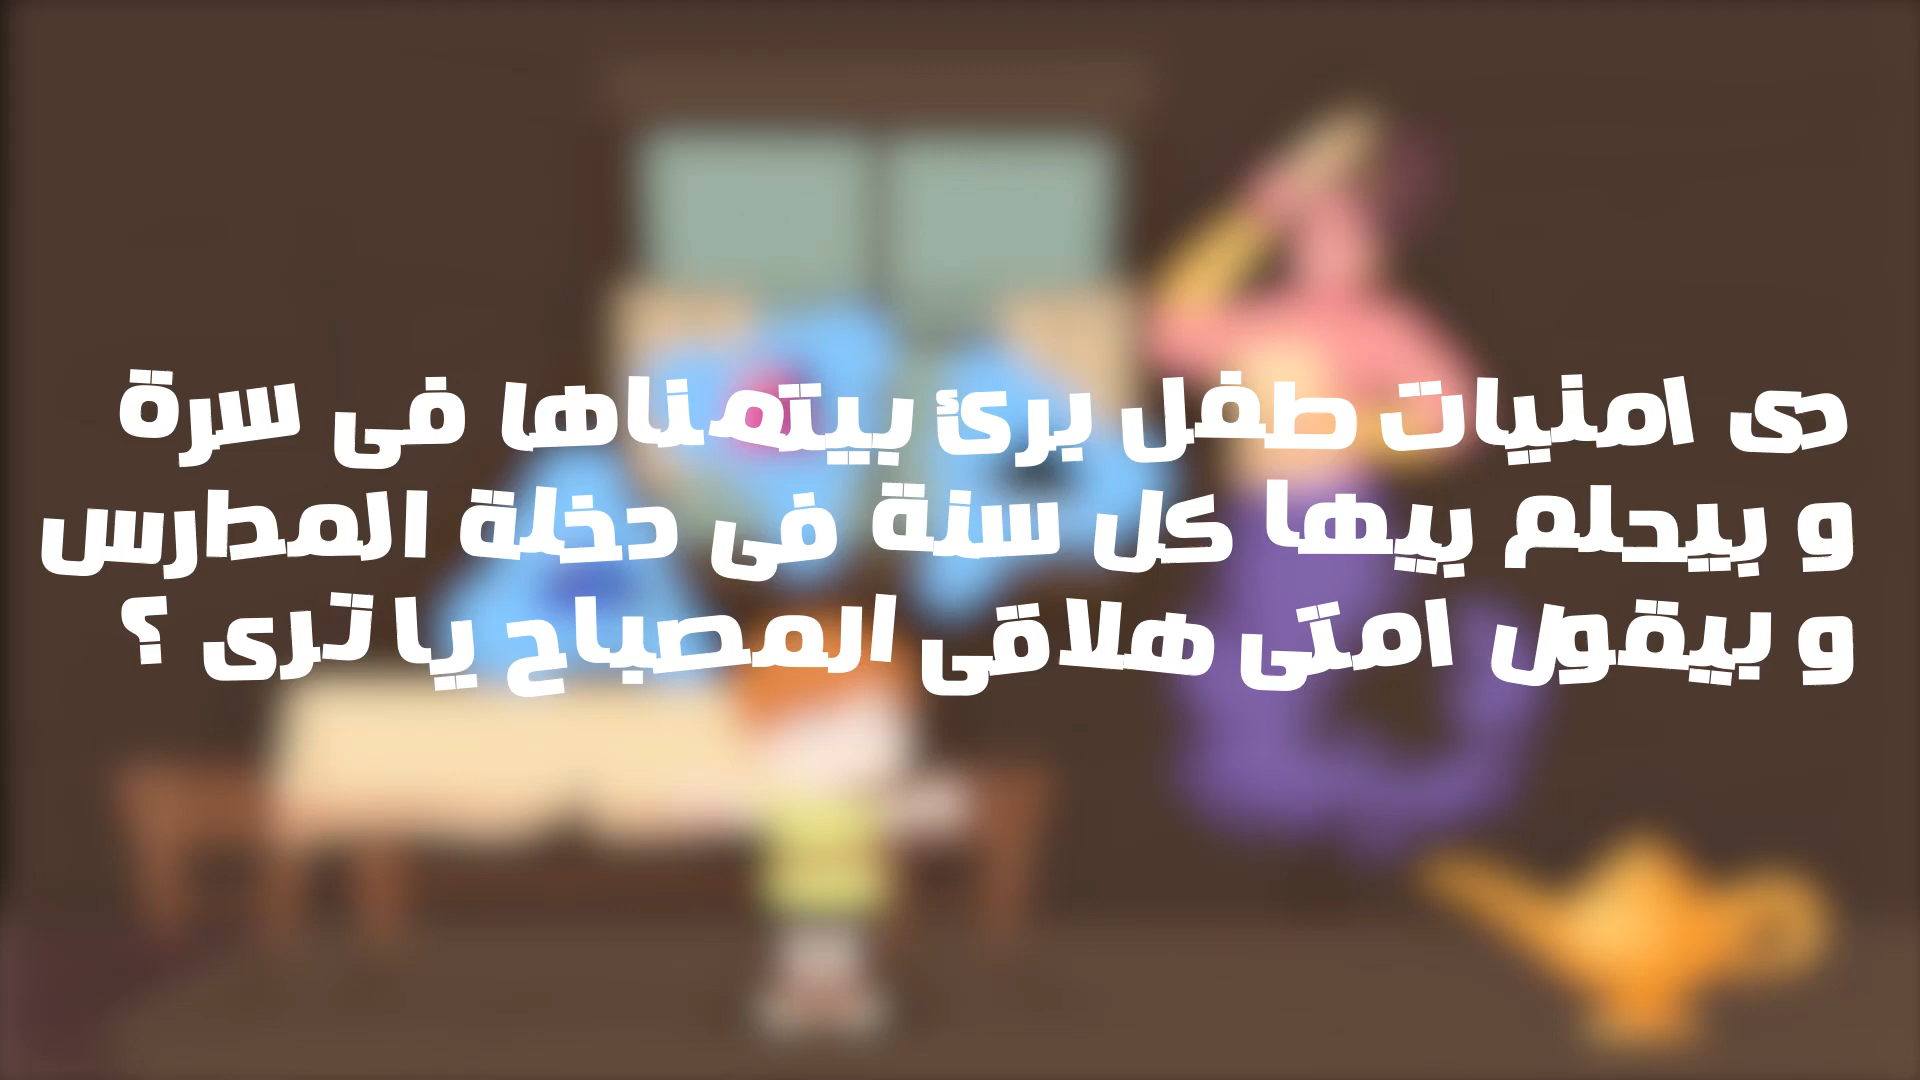 دى امنيات طفل برئ بيتمناها فى سرة
و بيحلم بيها كل سنة فى دخلة المدارس
و بيقول امتى هلاقى المصباح يا ترى ؟